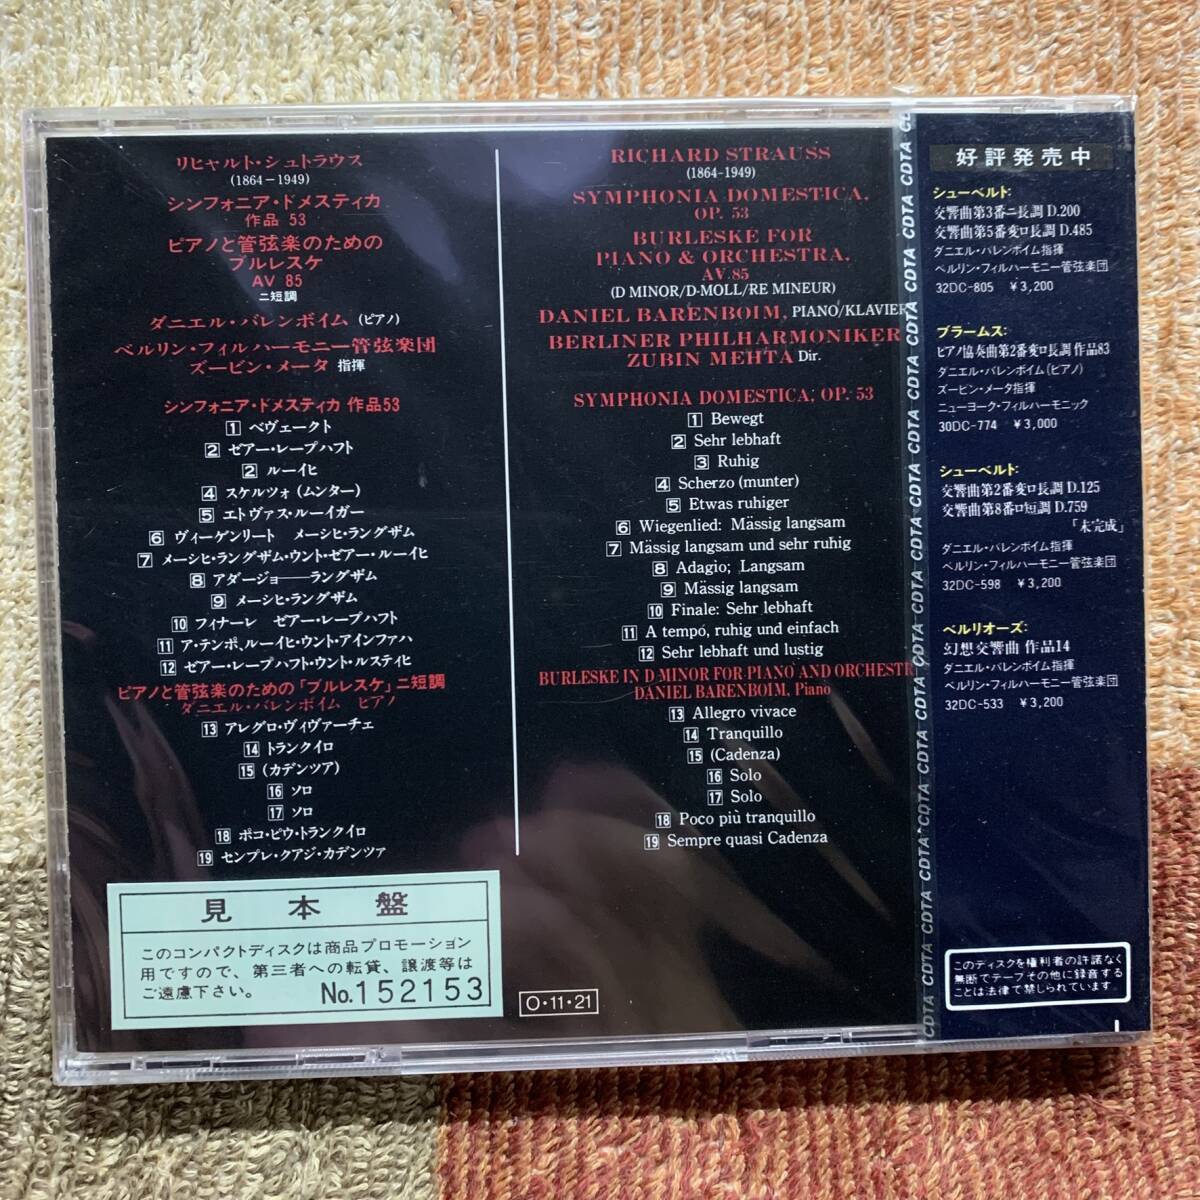 リヒャルト・シュトラウス
(1864－1949)
シンフォニア・ドメスティカ
作品 53
ピアノと管弦楽のための
ブルレスケ
AV 85
ニ短調
ダニエル・バレンボイム (ピアノ)
ベルリン・フィルハーモニー管弦楽団
ズービン・メータ 指揮
シンフォニア・ドメスティカ 作品53
1 ベヴェークト
2 ゼアー・レープハフト
2 ルーイヒ
4 スケルツォ (ムンター)
5 エトヴァス・ルーイガー
6 ヴィーゲンリート メーシヒ・ラングザム
7 メーシヒ・ラングザム・ウント・ゼアー・ルーイヒ
8 アダージョ――ラングザム
9 メーシヒ・ラングザム
10 フィナーレ ゼアー・レープハフト
11 ア・テンポ、ルーイヒ・ウント・アインファハ
12 ゼアー・レープハフト・ウント・ルスティヒ
ピアノと管弦楽のための「ブルレスケ」ニ短調
ダニエル・バレンボイム ピアノ
13 アレグロ・ヴィヴァーチェ
14 トランクイロ
15 (カデンツア)
16 ソロ
17 ソロ
18 ポコ・ピウ・トランクイロ
19 センプレ・クアジ・カデンツァ
見本盤
このコンパクトディスクは商品プロモーション
用ですので、第三者への転貸、譲渡等は
ご遠慮下さい。 No.152153
O・11・21
RICHARD STRAUSS
(1864-1949)
SYMPHONIA DOMESTICA,
OP. 53
BURLESKE FOR
PIANO & ORCHESTRA,
AV. 85
(D MINOR/D-MOLL/RE MINEUR)
DANIEL BARENBOIM, PIANO/KLAVIER
BERLINER PHILHARMONIKER
ZUBIN MEHTA Dir.
SYMPHONIA DOMESTICA, OP. 53
1 Bewegt
2 Sehr lebhaft
3 Ruhig
4 Scherzo (munter)
5 Etwas ruhiger
6 Wiegenlied: Mässig langsam
7 Mässig langsam und sehr ruhig
8 Adagio; Langsam
9 Mässig langsam
10 Finale: Sehr lebhaft
11 A tempo, ruhig und einfach
12 Sehr lebhaft und lustig
BURLESKE IN D MINOR FOR PIANO AND ORCHESTR
DANIEL BARENBOIM, Piano
13 Allegro vivace
14 Tranquillo
15 (Cadenza)
16 Solo
17 Solo
18 Poco più tranquillo
19 Sempre quasi Cadenza
CDTA CDTA CDTA CDTA CDTA CDTA CDTA CDTA CDTA CDTA CDTA CDTA CDTA CD
好評発売中
シューベルト:
交響曲第3番ニ長調 D.200
交響曲第5番変ロ長調 D.485
ダニエル・バレンボイム指揮
ベルリン・フィルハーモニー管弦楽団
32DC-805 ¥3,200
ブラームス:
ピアノ協奏曲第2番変ロ長調 作品83
ダニエル・バレンボイム(ピアノ)
ズービン・メータ指揮
ニューヨーク・フィルハーモニック
30DC-774 ¥3,000
シューベルト:
交響曲第2番変ロ長調 D.125
交響曲第8番ロ短調 D.759
「未完成」
ダニエル・バレンボイム指揮
ベルリン・フィルハーモニー管弦楽団
32DC-598 ¥3,200
ベルリオーズ:
幻想交響曲 作品14
ダニエル・バレンボイム指揮
ベルリン・フィルハーモニー管弦楽団
32DC-533 ¥3,200
このディスクを権利者の許諾なく
無断でテープその他に録音する
ことは法律で禁じられています。